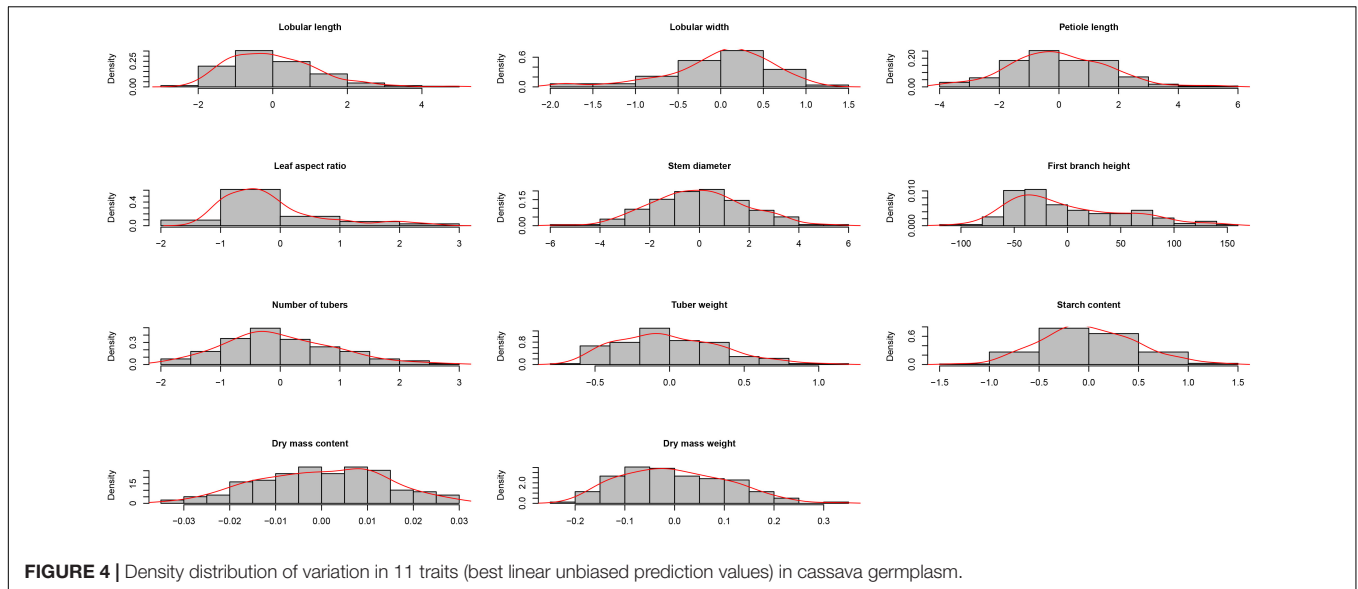 Lobular length
Density
0.00 0.25
−2 0 2 4
Lobular width
Density
0.0 0.6
−2.0 −1.5 −1.0 −0.5 0.0 0.5 1.0 1.5
Petiole length
Density
0.00 0.20
−4 −2 0 2 4 6
Leaf aspect ratio
Density
0.0 0.4
−2 −1 0 1 2 3
Stem diameter
Density
0.00 0.15
−6 −4 −2 0 2 4 6
First branch height
Density
0.000 0.010
−100 −50 0 50 100 150
Number of tubers
Density
0.0 0.3
−2 −1 0 1 2 3
Tuber weight
Density
0.0 0.8
−0.5 0.0 0.5 1.0
Starch content
Density
0.0 0.6
−1.5 −1.0 −0.5 0.0 0.5 1.0 1.5
Dry mass content
Density
0 15
−0.03 −0.02 −0.01 0.00 0.01 0.02 0.03
Dry mass weight
Density
0.0 2.0
−0.2 −0.1 0.0 0.1 0.2 0.3
FIGURE 4 | Density distribution of variation in 11 traits (best linear unbiased prediction values) in cassava germplasm.